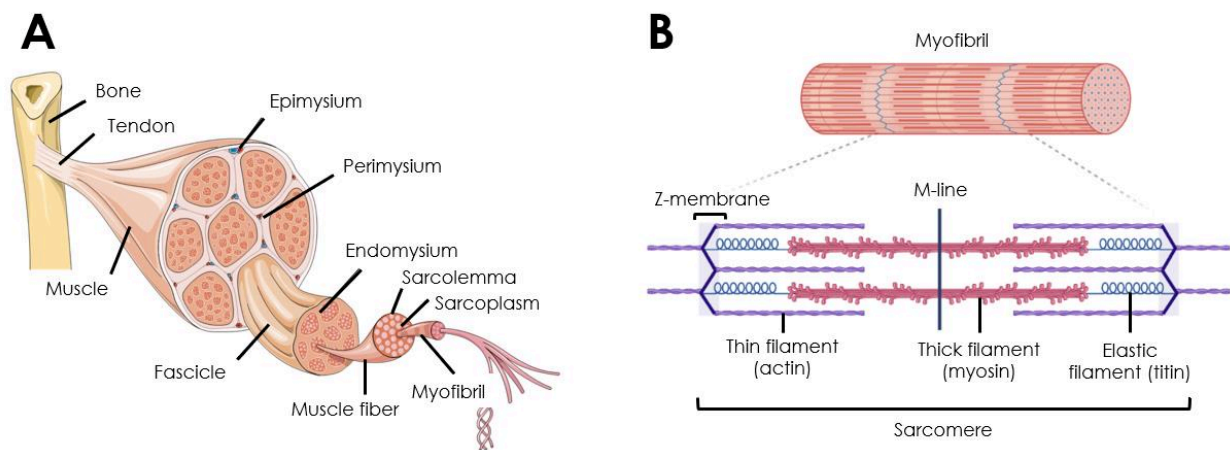 A
Bone
Tendon
Epimysium
Perimysium
Endomysium
Sarcolemma
Sarcoplasm
Muscle
Fascicle
Myofibril
Muscle fiber
B
Myofibril
M-line
Z-membrane
Thin filament
(actin)
Thick filament
(myosin)
Elastic
filament (titin)
Sarcomere